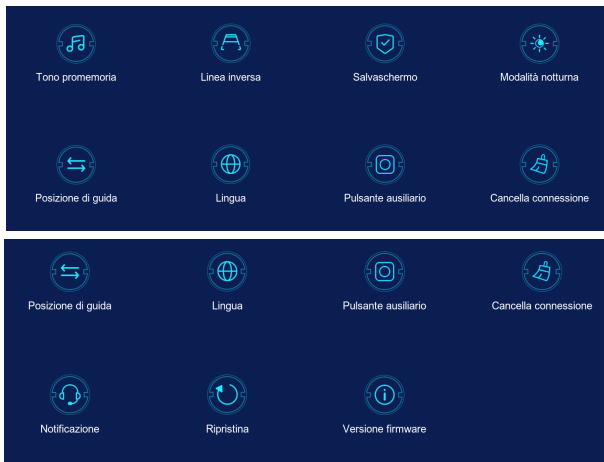 Tono promemoria
Linea inversa
Salvaschermo
Modalità notturna
Posizione di guida
Lingua
Pulsante ausiliario
Cancella connessione
Posizione di guida
Lingua
Pulsante ausiliario
Cancella connessione
Notificazione
Ripristina
Versione firmware